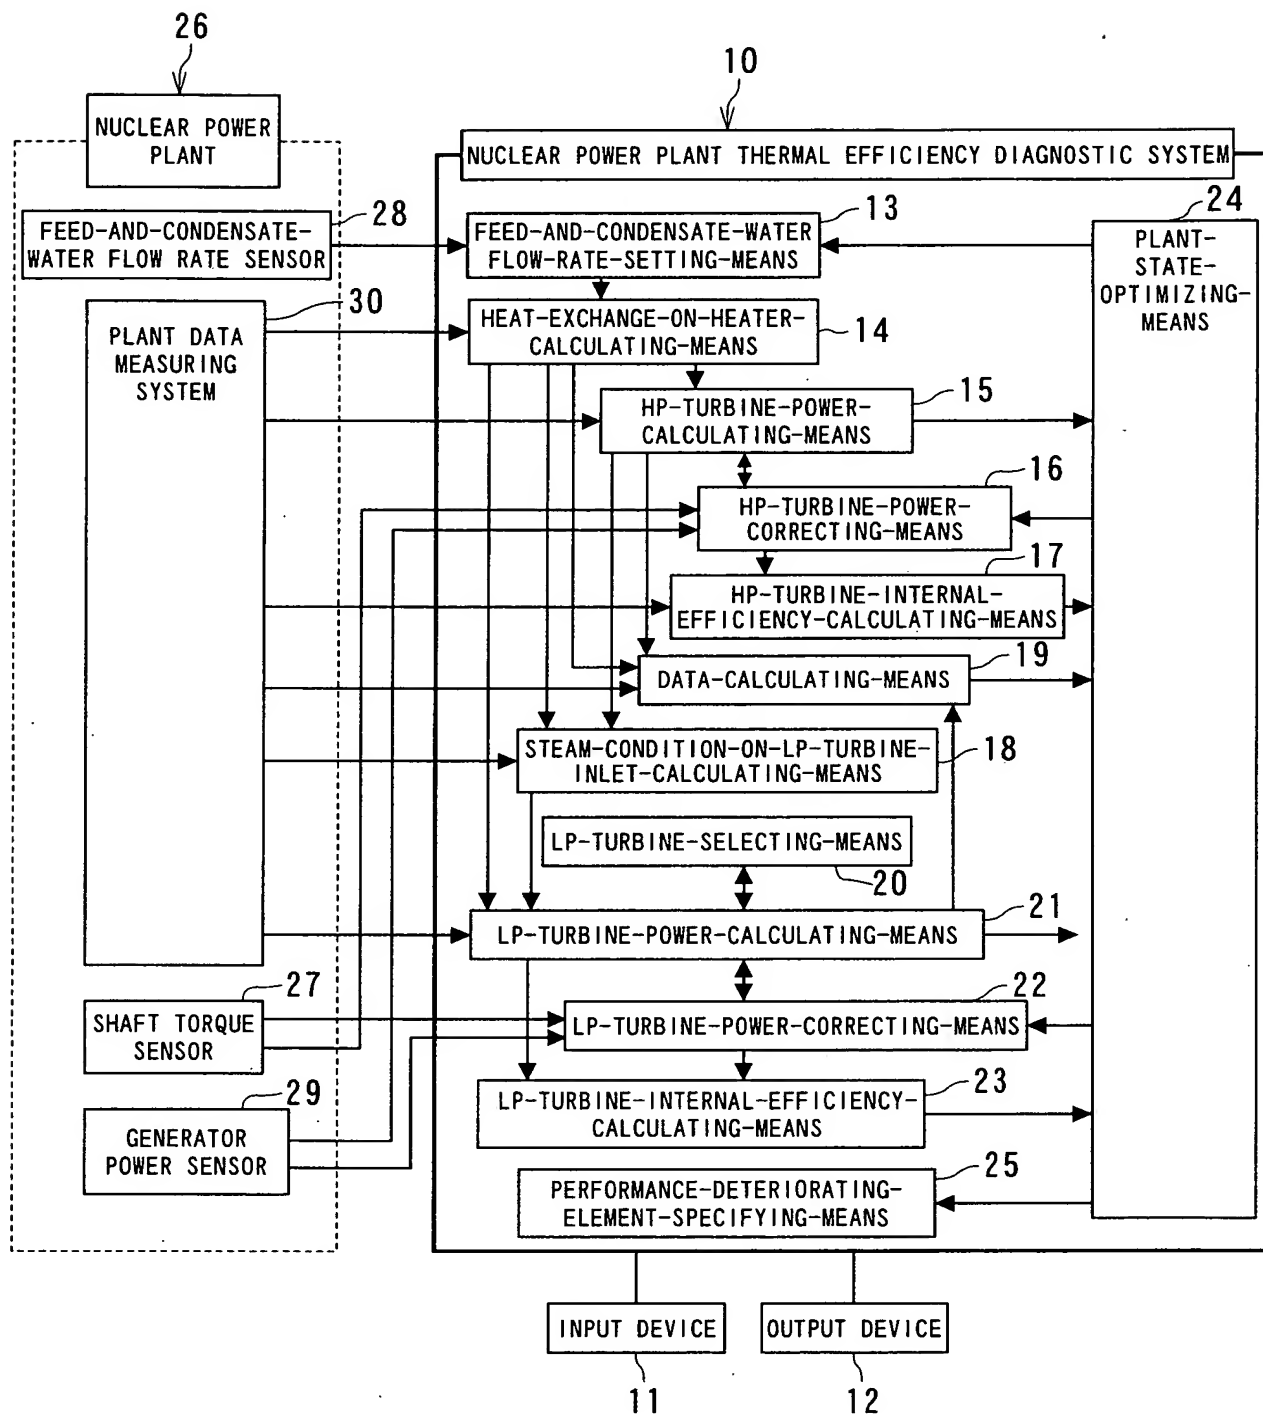 26
NUCLEAR POWER
PLANT
10
NUCLEAR POWER PLANT THERMAL EFFICIENCY DIAGNOSTIC SYSTEM
28
FEED-AND-CONDENSATE-
WATER FLOW RATE SENSOR
13
FEED-AND-CONDENSATE-WATER
FLOW-RATE-SETTING-MEANS
24
PLANT-
STATE-
OPTIMIZING-
MEANS
30
PLANT DATA
MEASURING
SYSTEM
HEAT-EXCHANGE-ON-HEATER-
CALCULATING-MEANS
14
HP-TURBINE-POWER-
CALCULATING-MEANS
15
16
HP-TURBINE-POWER-
CORRECTING-MEANS
17
HP-TURBINE-INTERNAL-
EFFICIENCY-CALCULATING-MEANS
19
DATA-CALCULATING-MEANS
STEAM-CONDITION-ON-LP-TURBINE-
INLET-CALCULATING-MEANS
18
LP-TURBINE-SELECTING-MEANS
20
21
LP-TURBINE-POWER-CALCULATING-MEANS
27
SHAFT TORQUE
SENSOR
22
LP-TURBINE-POWER-CORRECTING-MEANS
29
GENERATOR
POWER SENSOR
23
LP-TURBINE-INTERNAL-EFFICIENCY-
CALCULATING-MEANS
25
PERFORMANCE-DETERIORATING-
ELEMENT-SPECIFYING-MEANS
INPUT DEVICE
OUTPUT DEVICE
11
12